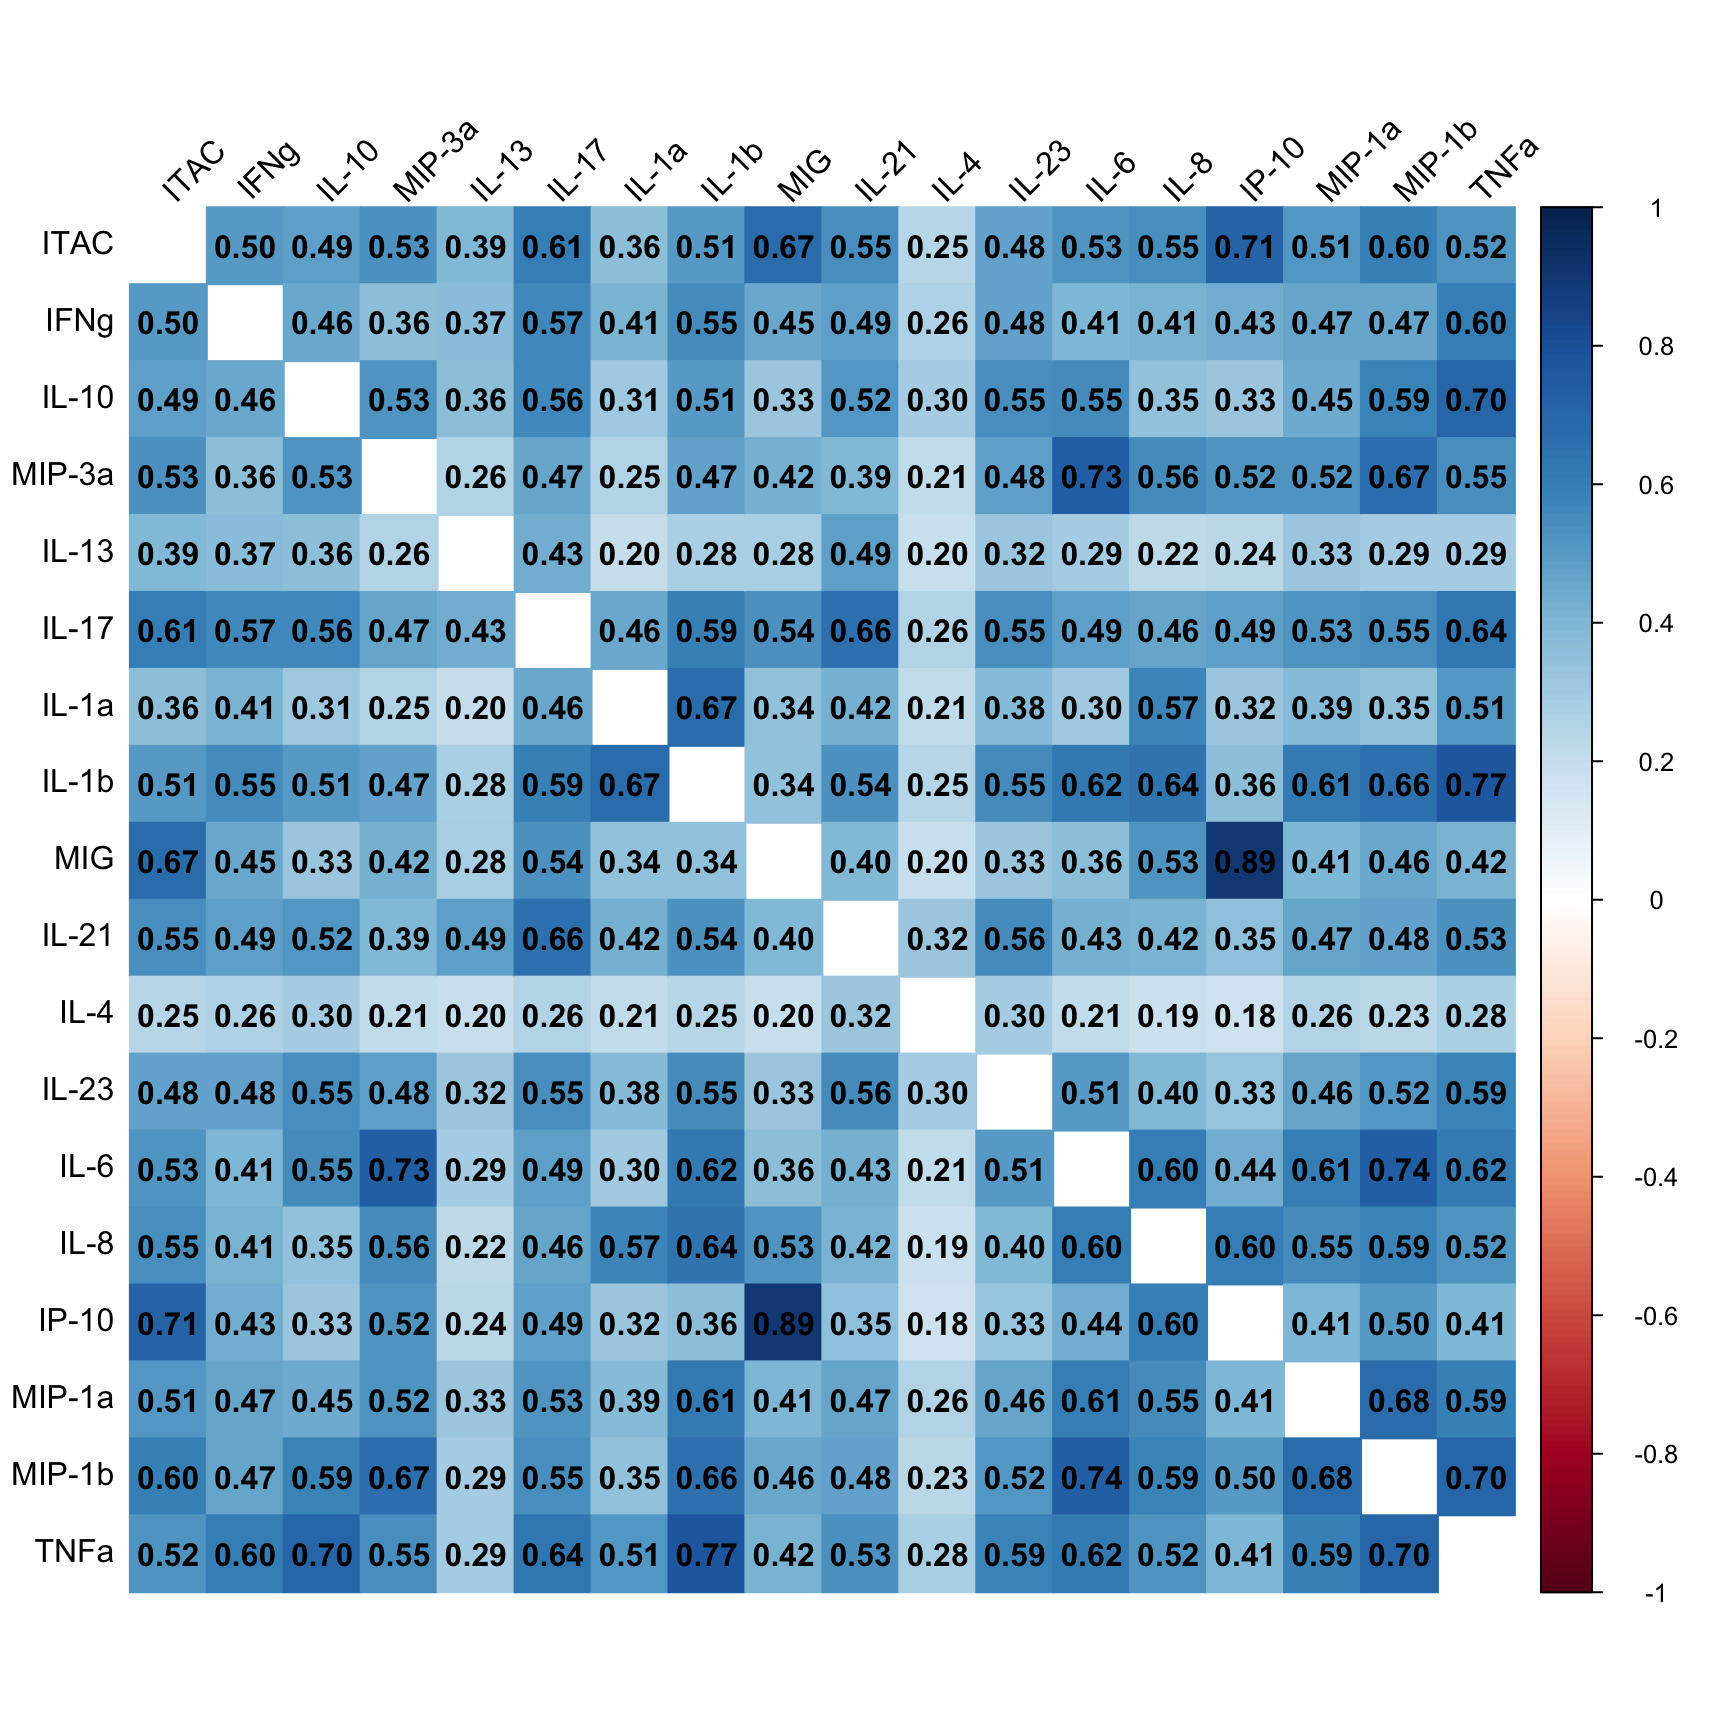 ITAC IFNg IL-10 MIP-3a IL-13 IL-17 IL-1a IL-1b MIG IL-21 IL-4 IL-23 IL-6 IL-8 IP-10 MIP-1a MIP-1b TNFa
ITAC 0.50 0.49 0.53 0.39 0.61 0.36 0.51 0.67 0.55 0.25 0.48 0.53 0.55 0.71 0.51 0.60 0.52
IFNg 0.50 0.46 0.36 0.37 0.57 0.41 0.55 0.45 0.49 0.26 0.48 0.41 0.41 0.43 0.47 0.47 0.60
IL-10 0.49 0.46 0.53 0.36 0.56 0.31 0.51 0.33 0.52 0.30 0.55 0.55 0.35 0.33 0.45 0.59 0.70
MIP-3a 0.53 0.36 0.53 0.26 0.47 0.25 0.47 0.42 0.39 0.21 0.48 0.73 0.56 0.52 0.52 0.67 0.55
IL-13 0.39 0.37 0.36 0.26 0.43 0.20 0.28 0.28 0.49 0.20 0.32 0.29 0.22 0.24 0.33 0.29 0.29
IL-17 0.61 0.57 0.56 0.47 0.43 0.46 0.59 0.54 0.66 0.26 0.55 0.49 0.46 0.49 0.53 0.55 0.64
IL-1a 0.36 0.41 0.31 0.25 0.20 0.46 0.67 0.34 0.42 0.21 0.38 0.30 0.57 0.32 0.39 0.35 0.51
IL-1b 0.51 0.55 0.51 0.47 0.28 0.59 0.67 0.34 0.54 0.25 0.55 0.62 0.64 0.36 0.61 0.66 0.77
MIG 0.67 0.45 0.33 0.42 0.28 0.54 0.34 0.34 0.40 0.20 0.33 0.36 0.53 0.89 0.41 0.46 0.42
IL-21 0.55 0.49 0.52 0.39 0.49 0.66 0.42 0.54 0.40 0.32 0.56 0.43 0.42 0.35 0.47 0.48 0.53
IL-4 0.25 0.26 0.30 0.21 0.20 0.26 0.21 0.25 0.20 0.32 0.30 0.21 0.19 0.18 0.26 0.23 0.28
IL-23 0.48 0.48 0.55 0.48 0.32 0.55 0.38 0.55 0.33 0.56 0.30 0.51 0.40 0.33 0.46 0.52 0.59
IL-6 0.53 0.41 0.55 0.73 0.29 0.49 0.30 0.62 0.36 0.43 0.21 0.51 0.60 0.44 0.61 0.74 0.62
IL-8 0.55 0.41 0.35 0.56 0.22 0.46 0.57 0.64 0.53 0.42 0.19 0.40 0.60 0.60 0.55 0.59 0.52
IP-10 0.71 0.43 0.33 0.52 0.24 0.49 0.32 0.36 0.89 0.35 0.18 0.33 0.44 0.60 0.41 0.50 0.41
MIP-1a 0.51 0.47 0.45 0.52 0.33 0.53 0.39 0.61 0.41 0.47 0.26 0.46 0.61 0.55 0.41 0.68 0.59
MIP-1b 0.60 0.47 0.59 0.67 0.29 0.55 0.35 0.66 0.46 0.48 0.23 0.52 0.74 0.59 0.50 0.68 0.70
TNFa 0.52 0.60 0.70 0.55 0.29 0.64 0.51 0.77 0.42 0.53 0.28 0.59 0.62 0.52 0.41 0.59 0.70
1
0.8
0.6
0.4
0.2
0
-0.2
-0.4
-0.6
-0.8
-1